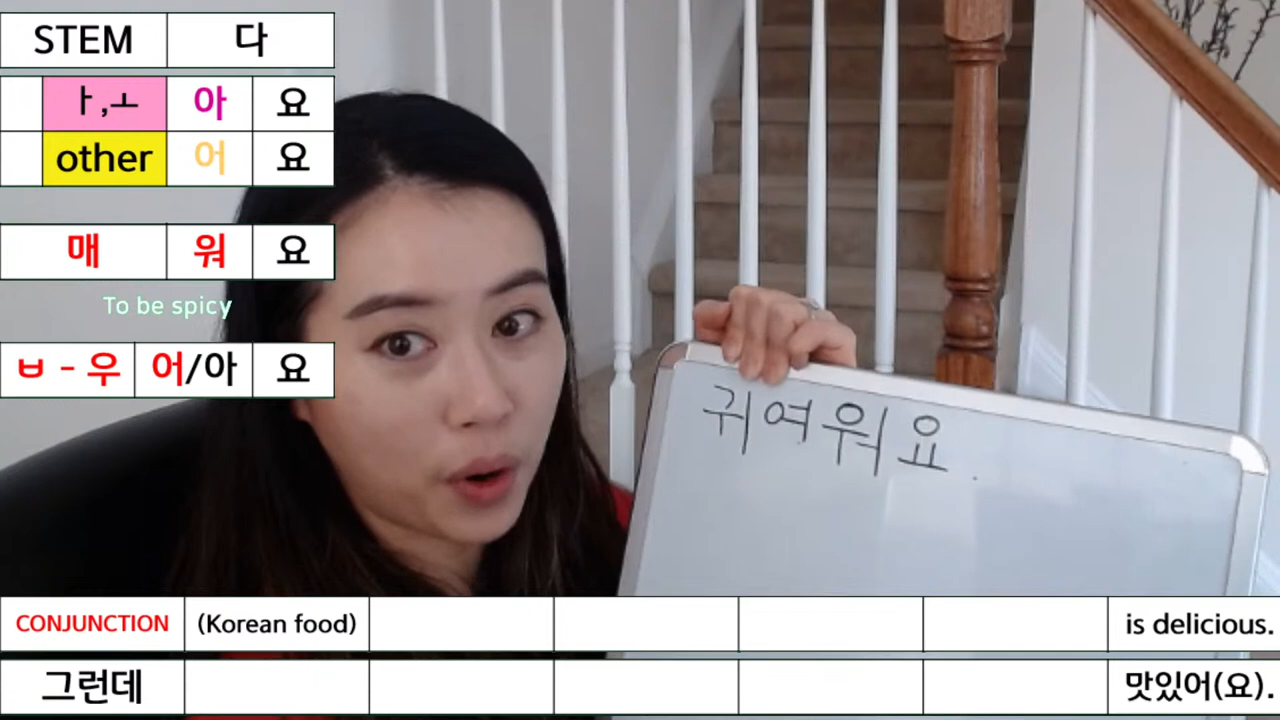 STEM 다
ㅏ,ㅗ 아 요
other 어 요
매 워 요
To be spicy
ㅂ - 우 어/아 요
귀여워요.
CONJUNCTION (Korean food) is delicious.
그런데 맛있어(요).